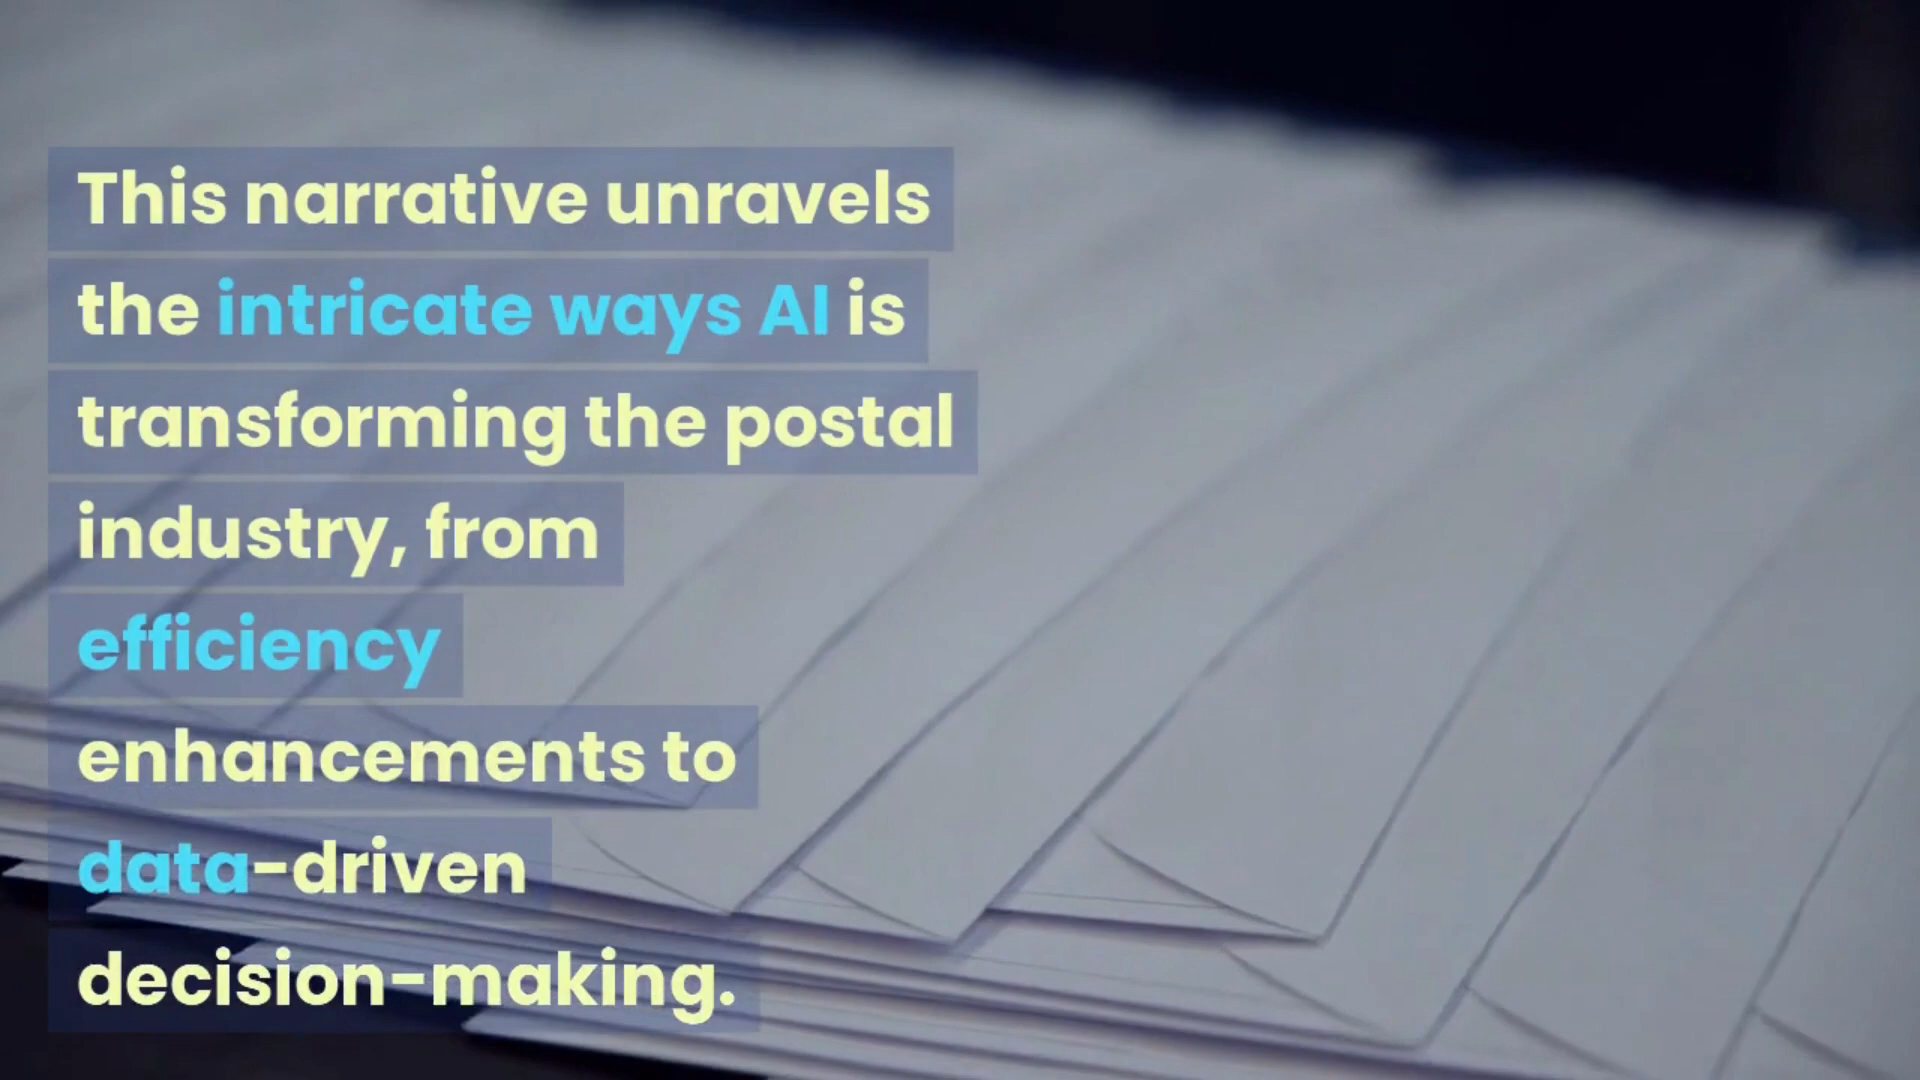 This narrative unravels
the intricate ways AI is
transforming the postal
industry, from
efficiency
enhancements to
data-driven
decision-making.